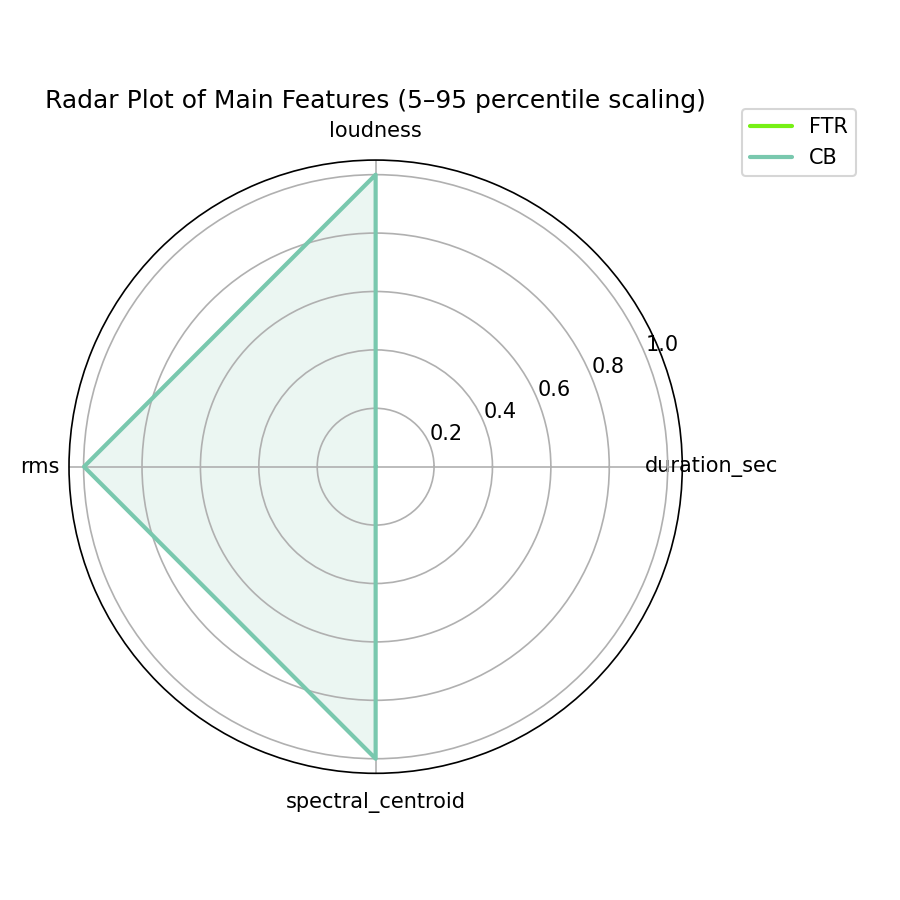 Radar Plot of Main Features (5–95 percentile scaling)
loudness
FTR
CB
1.0
0.8
0.6
0.4
0.2
rms
duration_sec
spectral_centroid